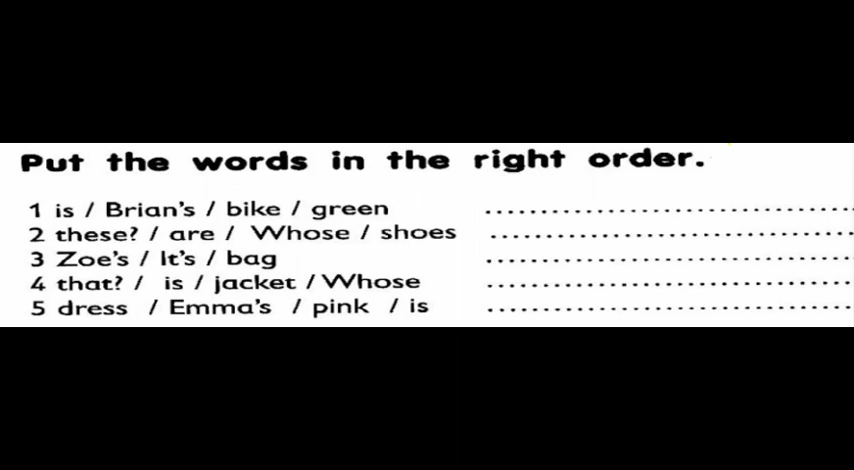 Put the words in the right order.
1 is / Brian's / bike / green ..................................
2 these? / are / Whose / shoes .................................
3 Zoe's / It's / bag ..................................
4 that? / is / jacket / Whose .................................
5 dress / Emma's / pink / is .................................